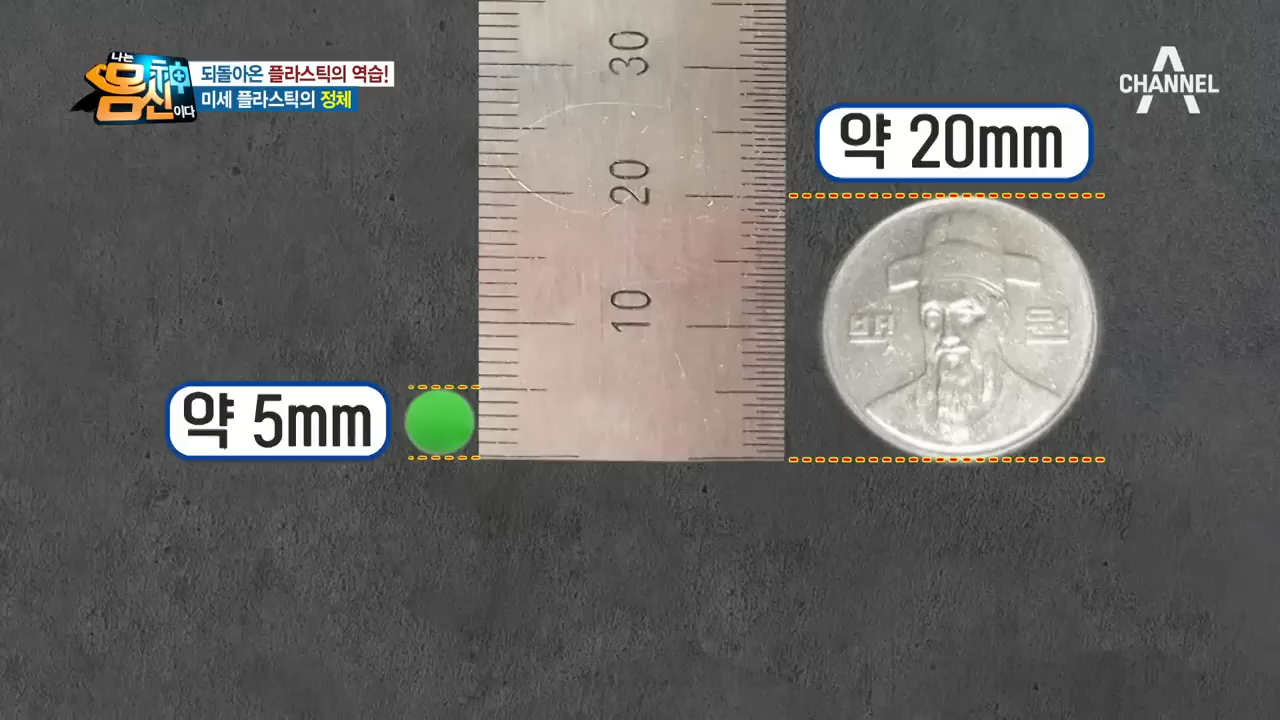 나는
몸神
신이다
되돌아온 플라스틱의 역습!
미세 플라스틱의 정체
CHANNEL
A
30
20
10
약 20mm
백 원
약 5mm